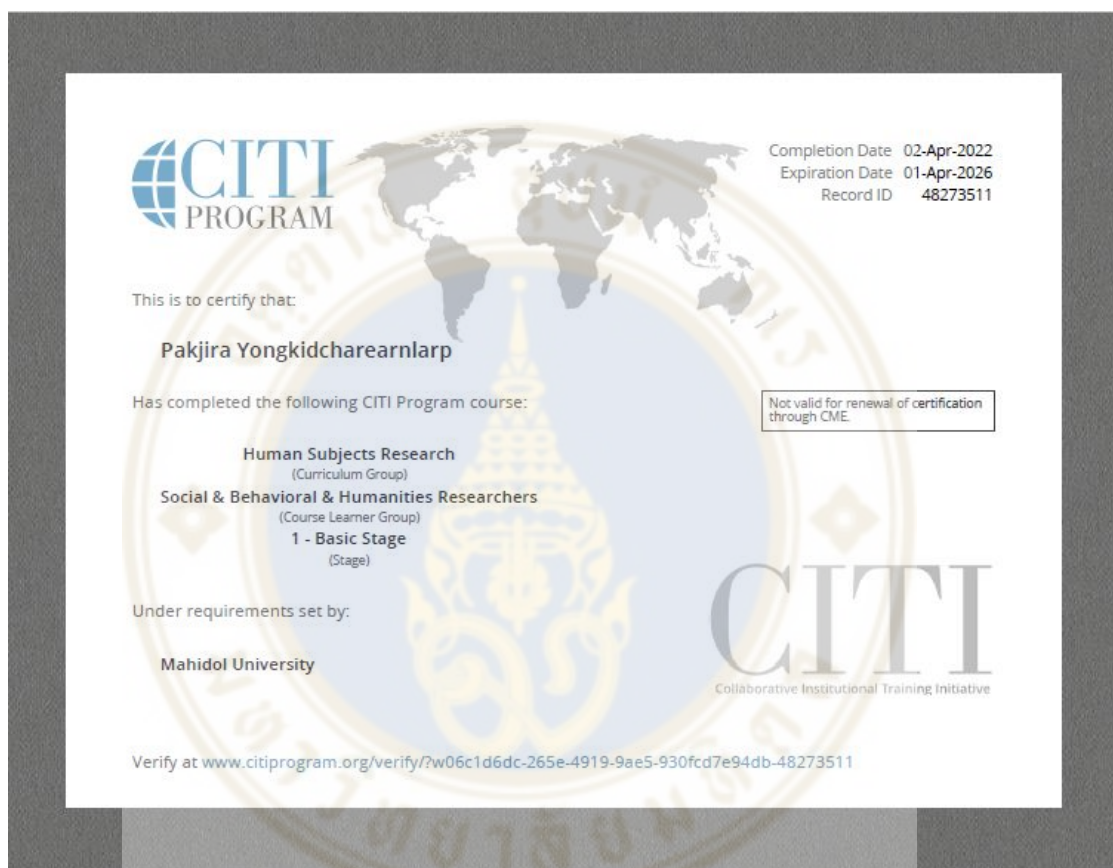 CITI
PROGRAM
Completion Date 02-Apr-2022
Expiration Date 01-Apr-2026
Record ID 48273511
This is to certify that:
Pakjira Yongkidcharearnlarp
Has completed the following CITI Program course:
Not valid for renewal of certification
through CME.
Human Subjects Research
(Curriculum Group)
Social & Behavioral & Humanities Researchers
(Course Learner Group)
1 - Basic Stage
(Stage)
Under requirements set by:
Mahidol University
CITI
Collaborative Institutional Training Initiative
Verify at www.citiprogram.org/verify/?w06c1d6dc-265e-4919-9ae5-930fcd7e94db-48273511